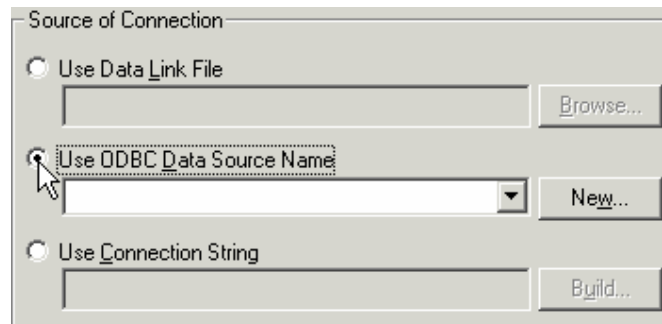 Source of Connection
Use Data Link File
Browse...
Use ODBC Data Source Name
New...
Use Connection String
Build...